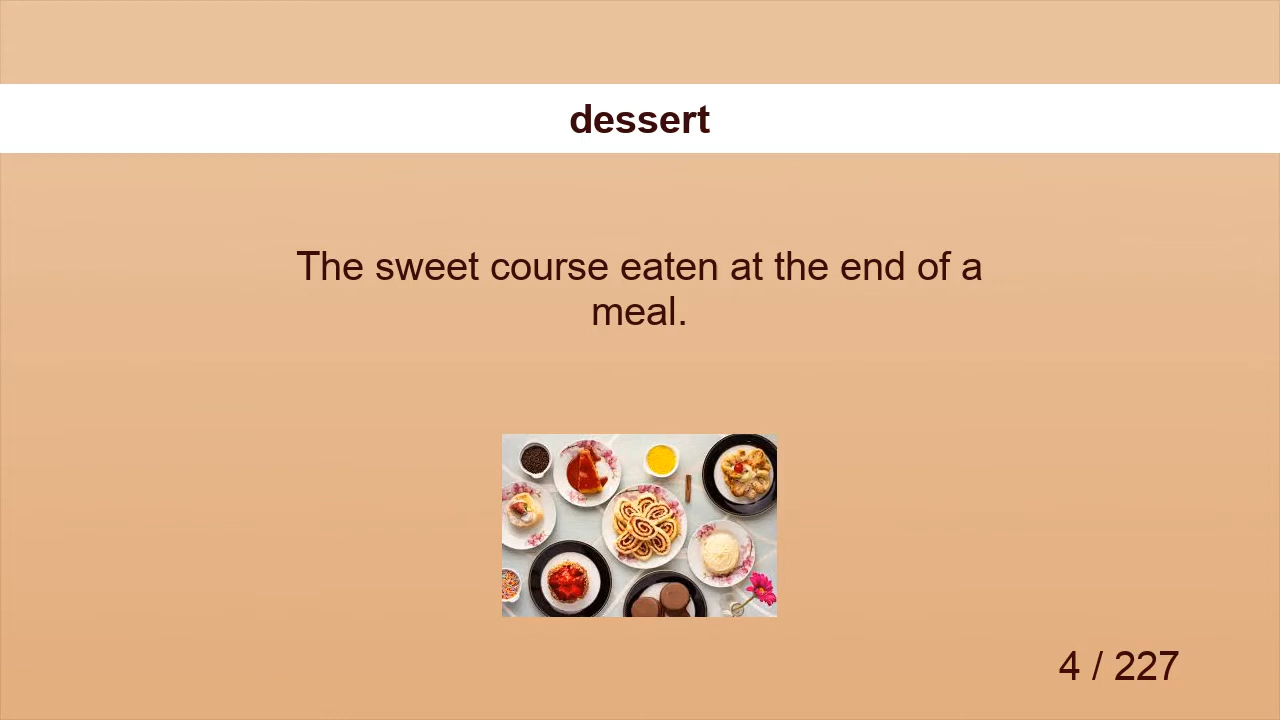 dessert
The sweet course eaten at the end of a
meal.
4 / 227